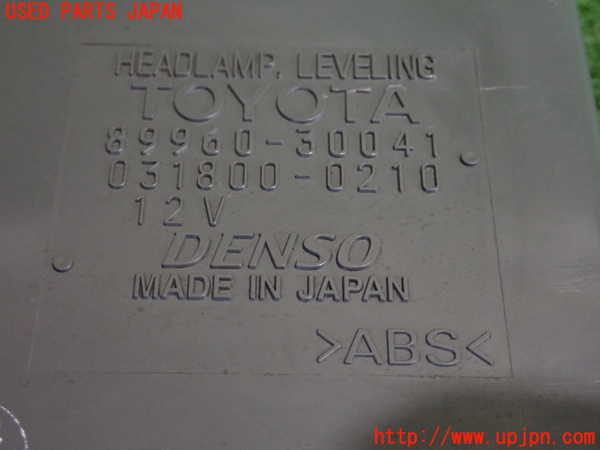 USED PARTS JAPAN
HEADLAMP, LEVELING
TOYOTA
89960-30041
031800-0210
12V
DENSO
MADE IN JAPAN
>ABS<
http://www.upjpn.com